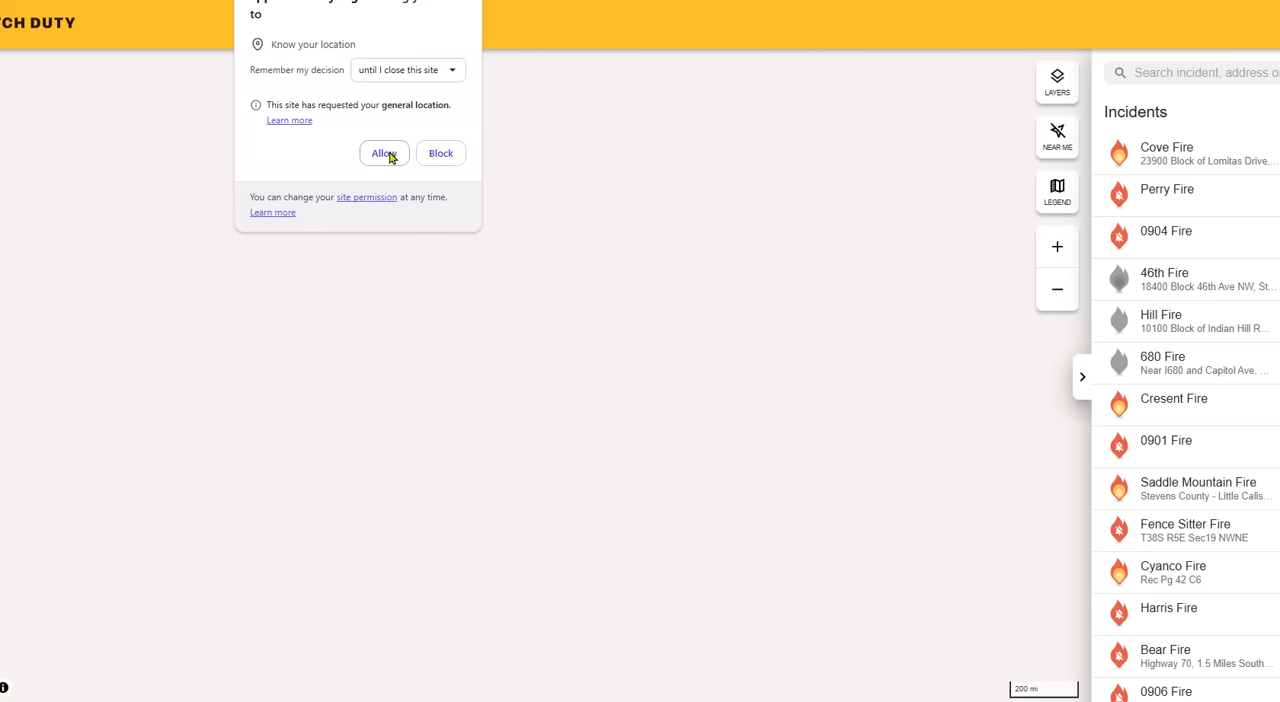 TCH DUTY
to
Know your location
Remember my decision
until I close this site
This site has requested your general location.
Learn more
Allow
Block
You can change your site permission at any time.
Learn more
LAYERS
NEAR ME
LEGEND
+
−
200 mi
Search incident, address o
Incidents
Cove Fire
23900 Block of Lomitas Drive,...
Perry Fire
0904 Fire
46th Fire
18400 Block 46th Ave NW, St...
Hill Fire
10100 Block of Indian Hill R...
680 Fire
Near I680 and Capitol Ave, ...
Cresent Fire
0901 Fire
Saddle Mountain Fire
Stevens County - Little Calis...
Fence Sitter Fire
T38S R5E Sec19 NWNE
Cyanco Fire
Rec Pg 42 C6
Harris Fire
Bear Fire
Highway 70, 1.5 Miles South...
0906 Fire